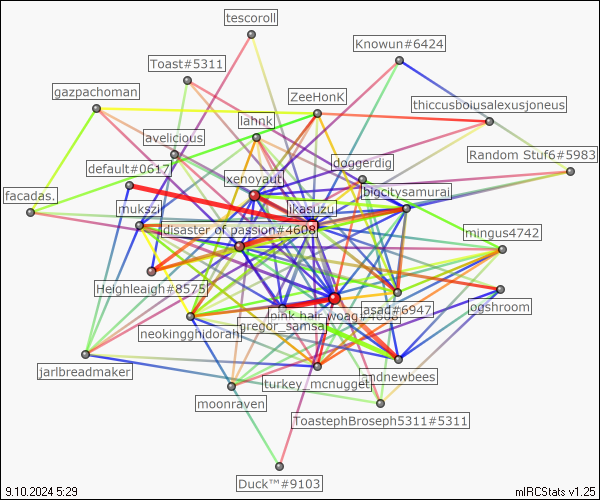 tescoroll
Knowun#6424
Toast#5311
gazpachoman
ZeeHonK
thiccusboiusalexusjoneus
lahnk
avelicious
Random Stuf6#5983
doggerdig
default#0617
xenoyaut
bigcitysamurai
facadas.
mukszi
ikasuzu
disaster of passion#4608
mingus4742
Heighleaigh#8575
ogshroom
asad#6947
pink hair woag#4
gregor_samsa
neokingghidorah
andnewbees
jarlbreadmaker
turkey_mcnugget
moonraven
ToastephBroseph5311#5311
Duck™#9103
9.10.2024 5:29
mIRCStats v1.25